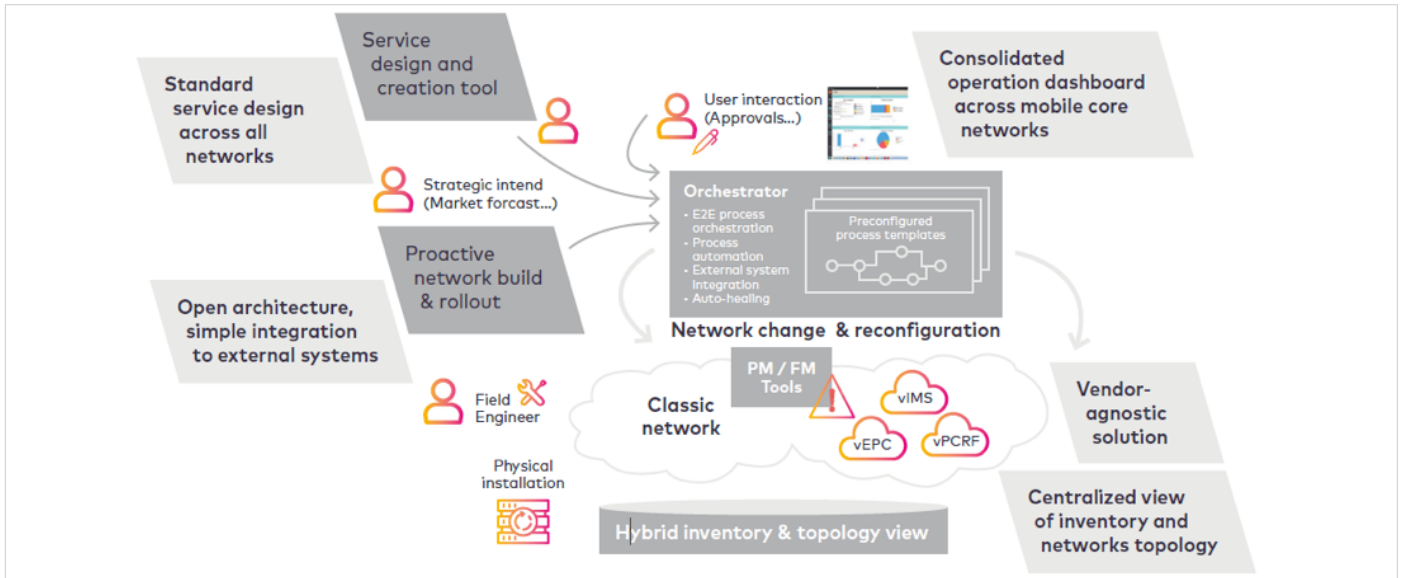 Service
design and
creation tool
Standard
service design
across all
networks
User interaction
(Approvals...)
Consolidated
operation dashboard
across mobile core
networks
Strategic intend
(Market forcast...)
Orchestrator
- E2E process
orchestration
- Process
automation
- External system
Integration
- Auto-healing
Preconfigured
process templates
Proactive
network build
& rollout
Open architecture,
simple integration
to external systems
Network change & reconfiguration
PM / FM
Tools
Classic
network
vIMS
vEPC
vPCRF
Field
Engineer
Vendor-
agnostic
solution
Physical
installation
Hybrid inventory & topology view
Centralized view
of inventory and
networks topology